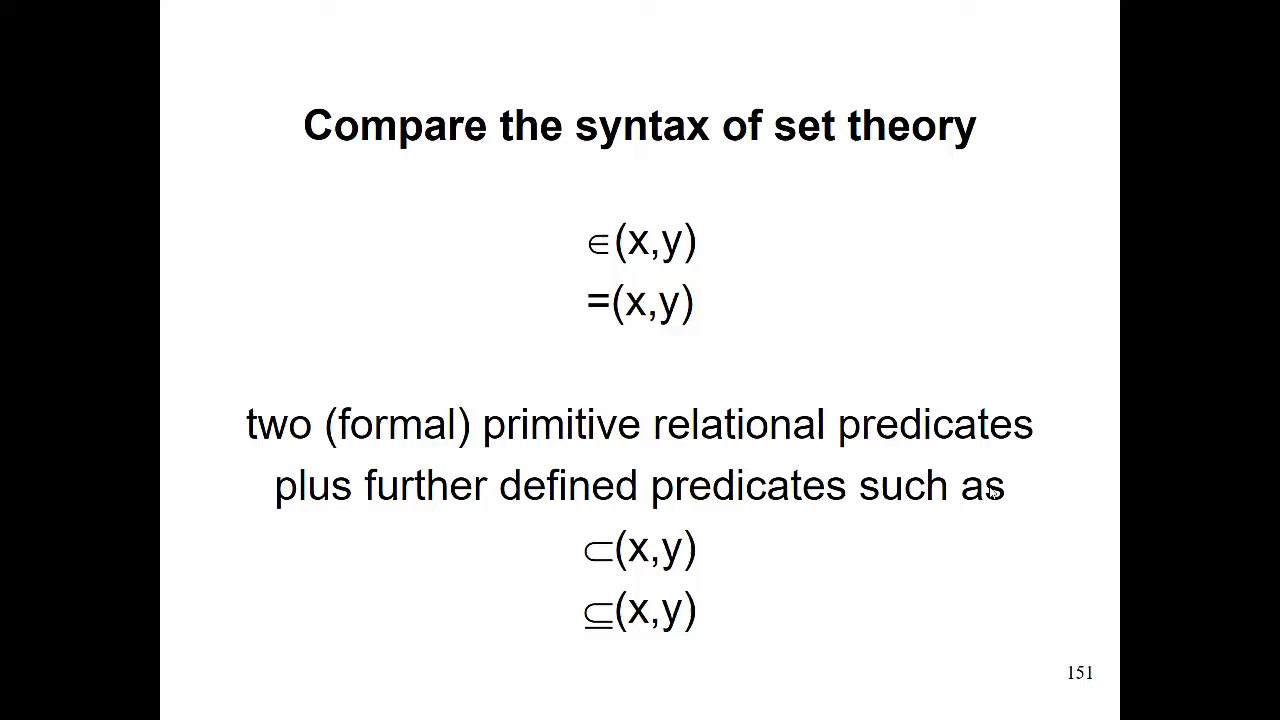 Compare the syntax of set theory
∈(x,y)
=(x,y)
two (formal) primitive relational predicates
plus further defined predicates such as
⊂(x,y)
⊆(x,y)
151